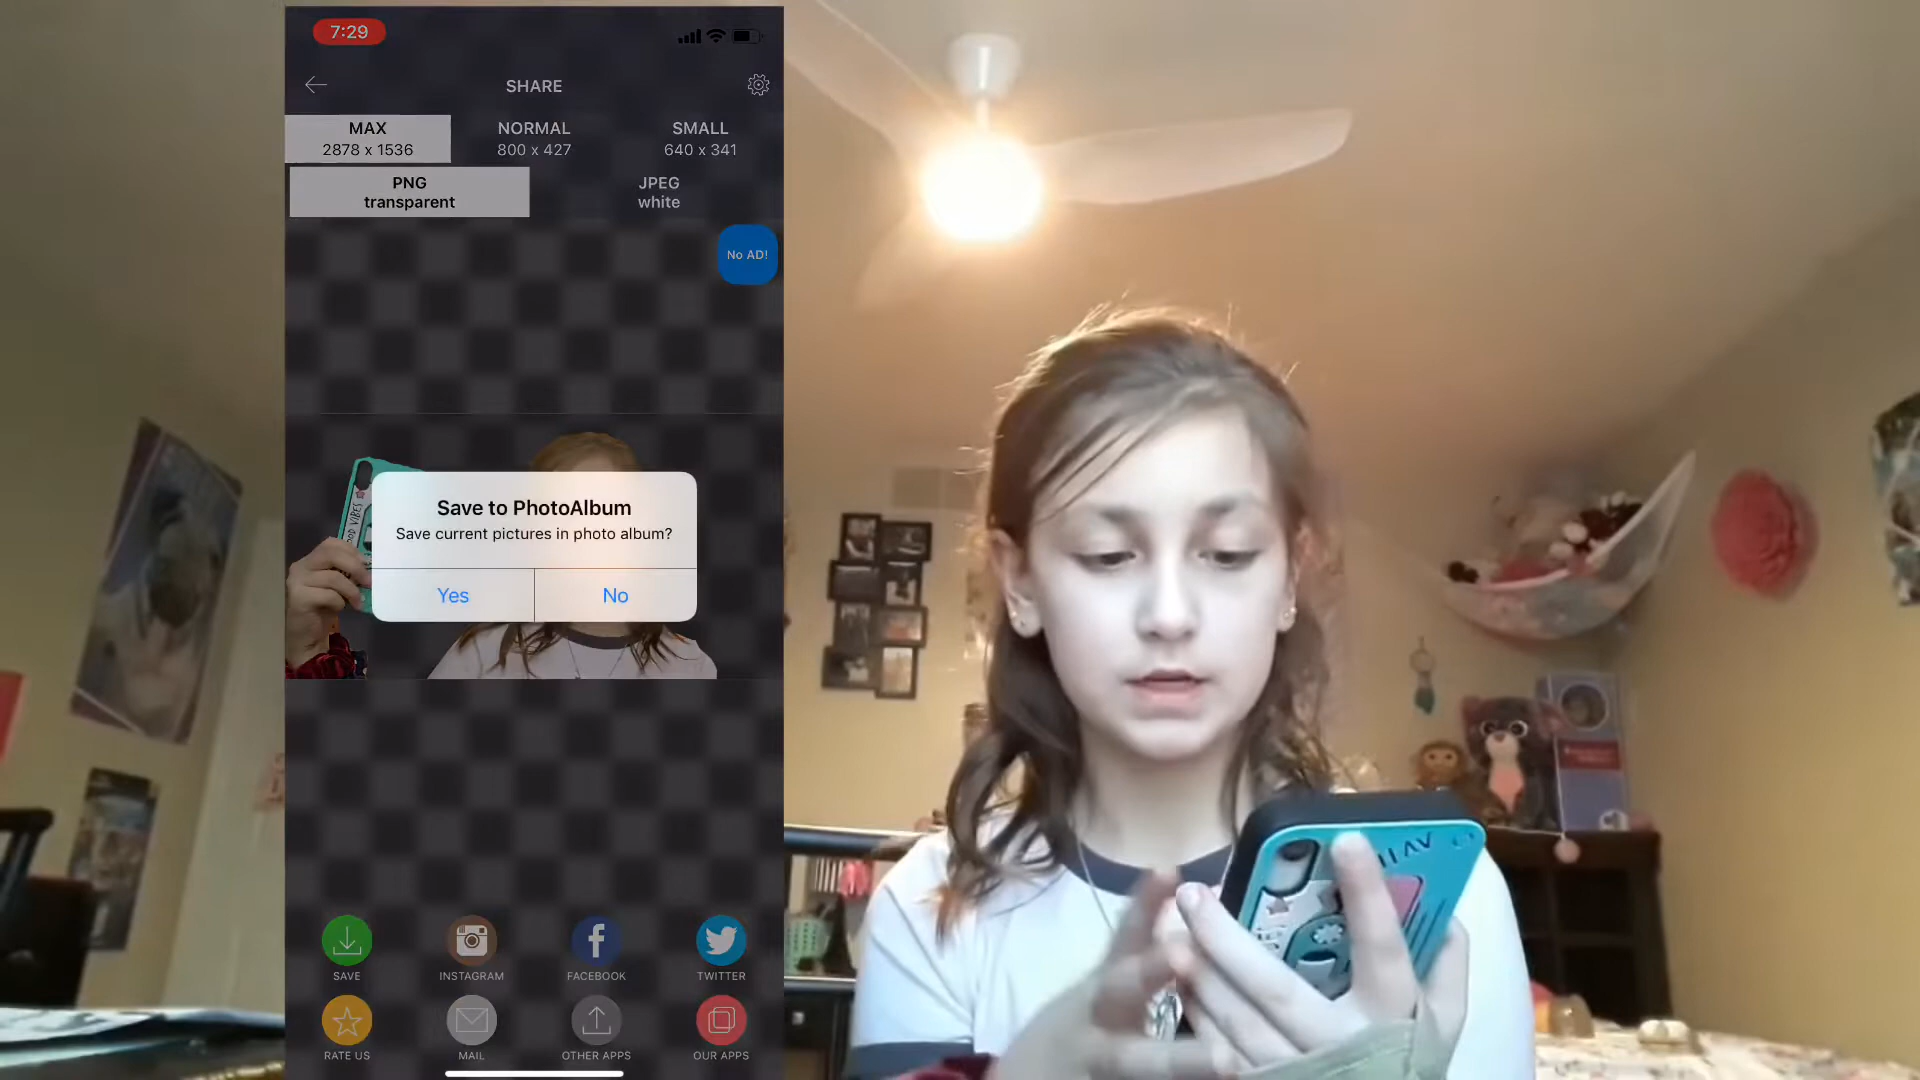 7:29
SHARE
MAX
2878 x 1536
NORMAL
800 x 427
SMALL
640 x 341
PNG
transparent
JPEG
white
No AD!
Save to PhotoAlbum
Save current pictures in photo album?
Yes
No
SAVE
INSTAGRAM
FACEBOOK
TWITTER
RATE US
MAIL
OTHER APPS
OUR APPS